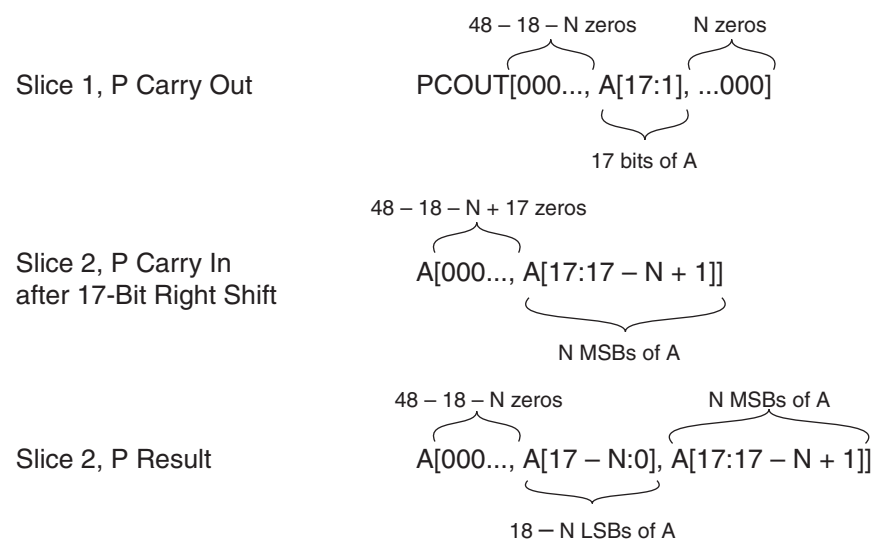 48 – 18 – N zeros N zeros
Slice 1, P Carry Out PCOUT[000..., A[17:1], ...000]
17 bits of A
48 – 18 – N + 17 zeros
Slice 2, P Carry In
after 17-Bit Right Shift
A[000..., A[17:17 – N + 1]]
N MSBs of A
48 – 18 – N zeros N MSBs of A
Slice 2, P Result A[000..., A[17 – N:0], A[17:17 – N + 1]]
18 – N LSBs of A